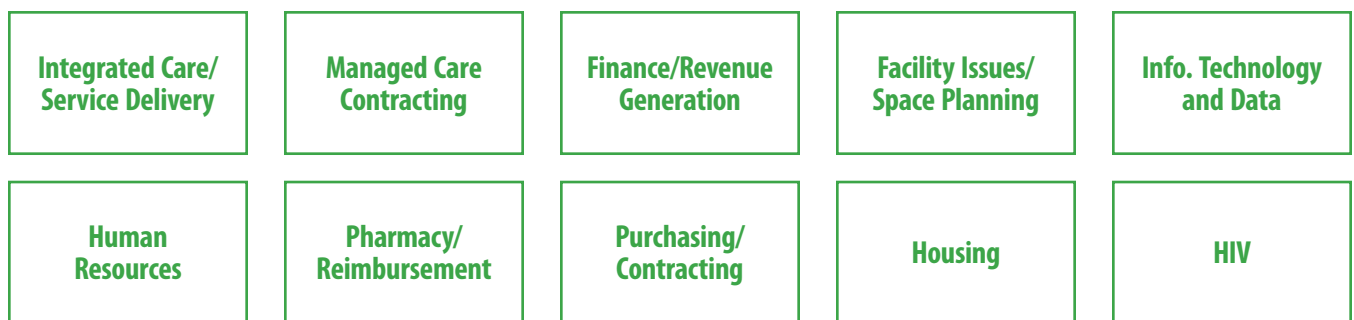 Integrated Care/
Service Delivery
Managed Care
Contracting
Finance/Revenue
Generation
Facility Issues/
Space Planning
Info. Technology
and Data
Human
Resources
Pharmacy/
Reimbursement
Purchasing/
Contracting
Housing
HIV